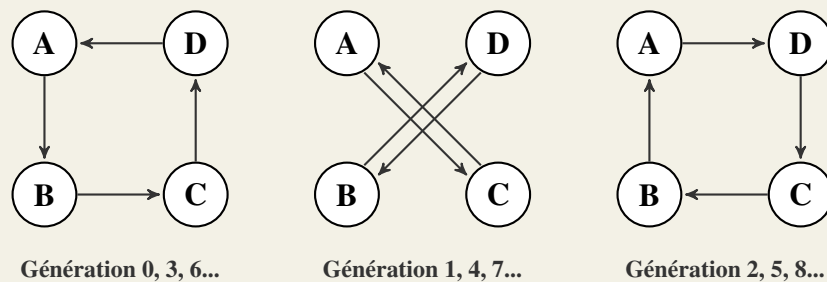 A D A D A D
B C B C B C
Génération 0, 3, 6... Génération 1, 4, 7... Génération 2, 5, 8...